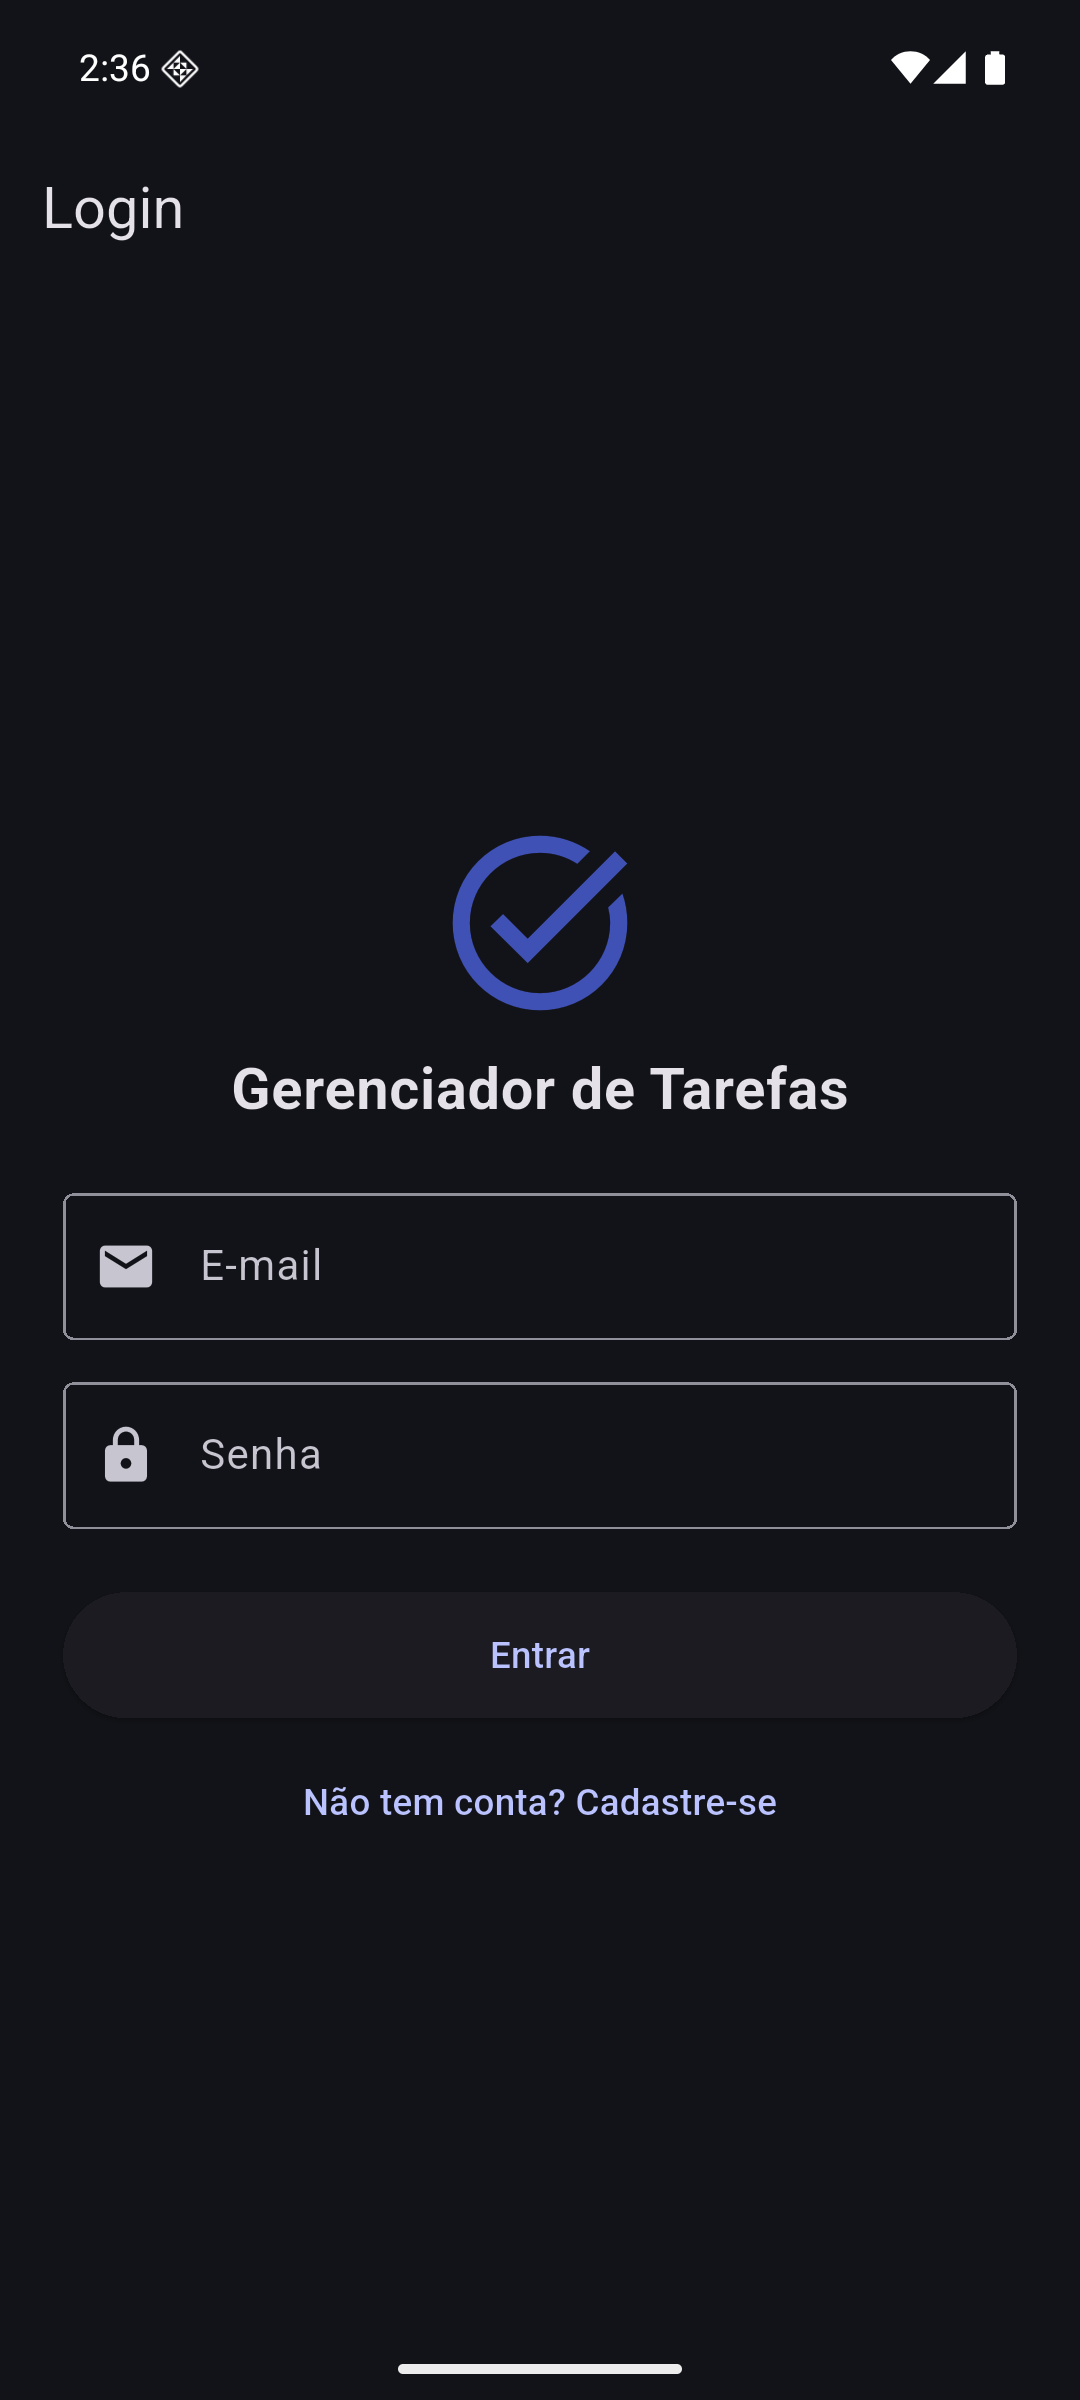 2:36
Login
Gerenciador de Tarefas
E-mail
Senha
Entrar
Não tem conta? Cadastre-se